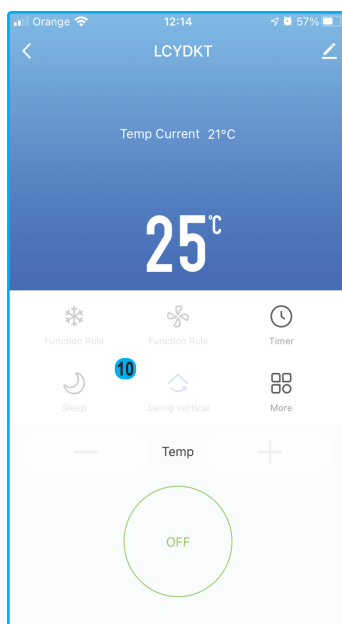 Orange 12:14 57%
LCYDKT
Temp Current 21°C
25°C
Function Rule Function Rule Timer
10
Sleep Swing Vertical More
Temp
OFF